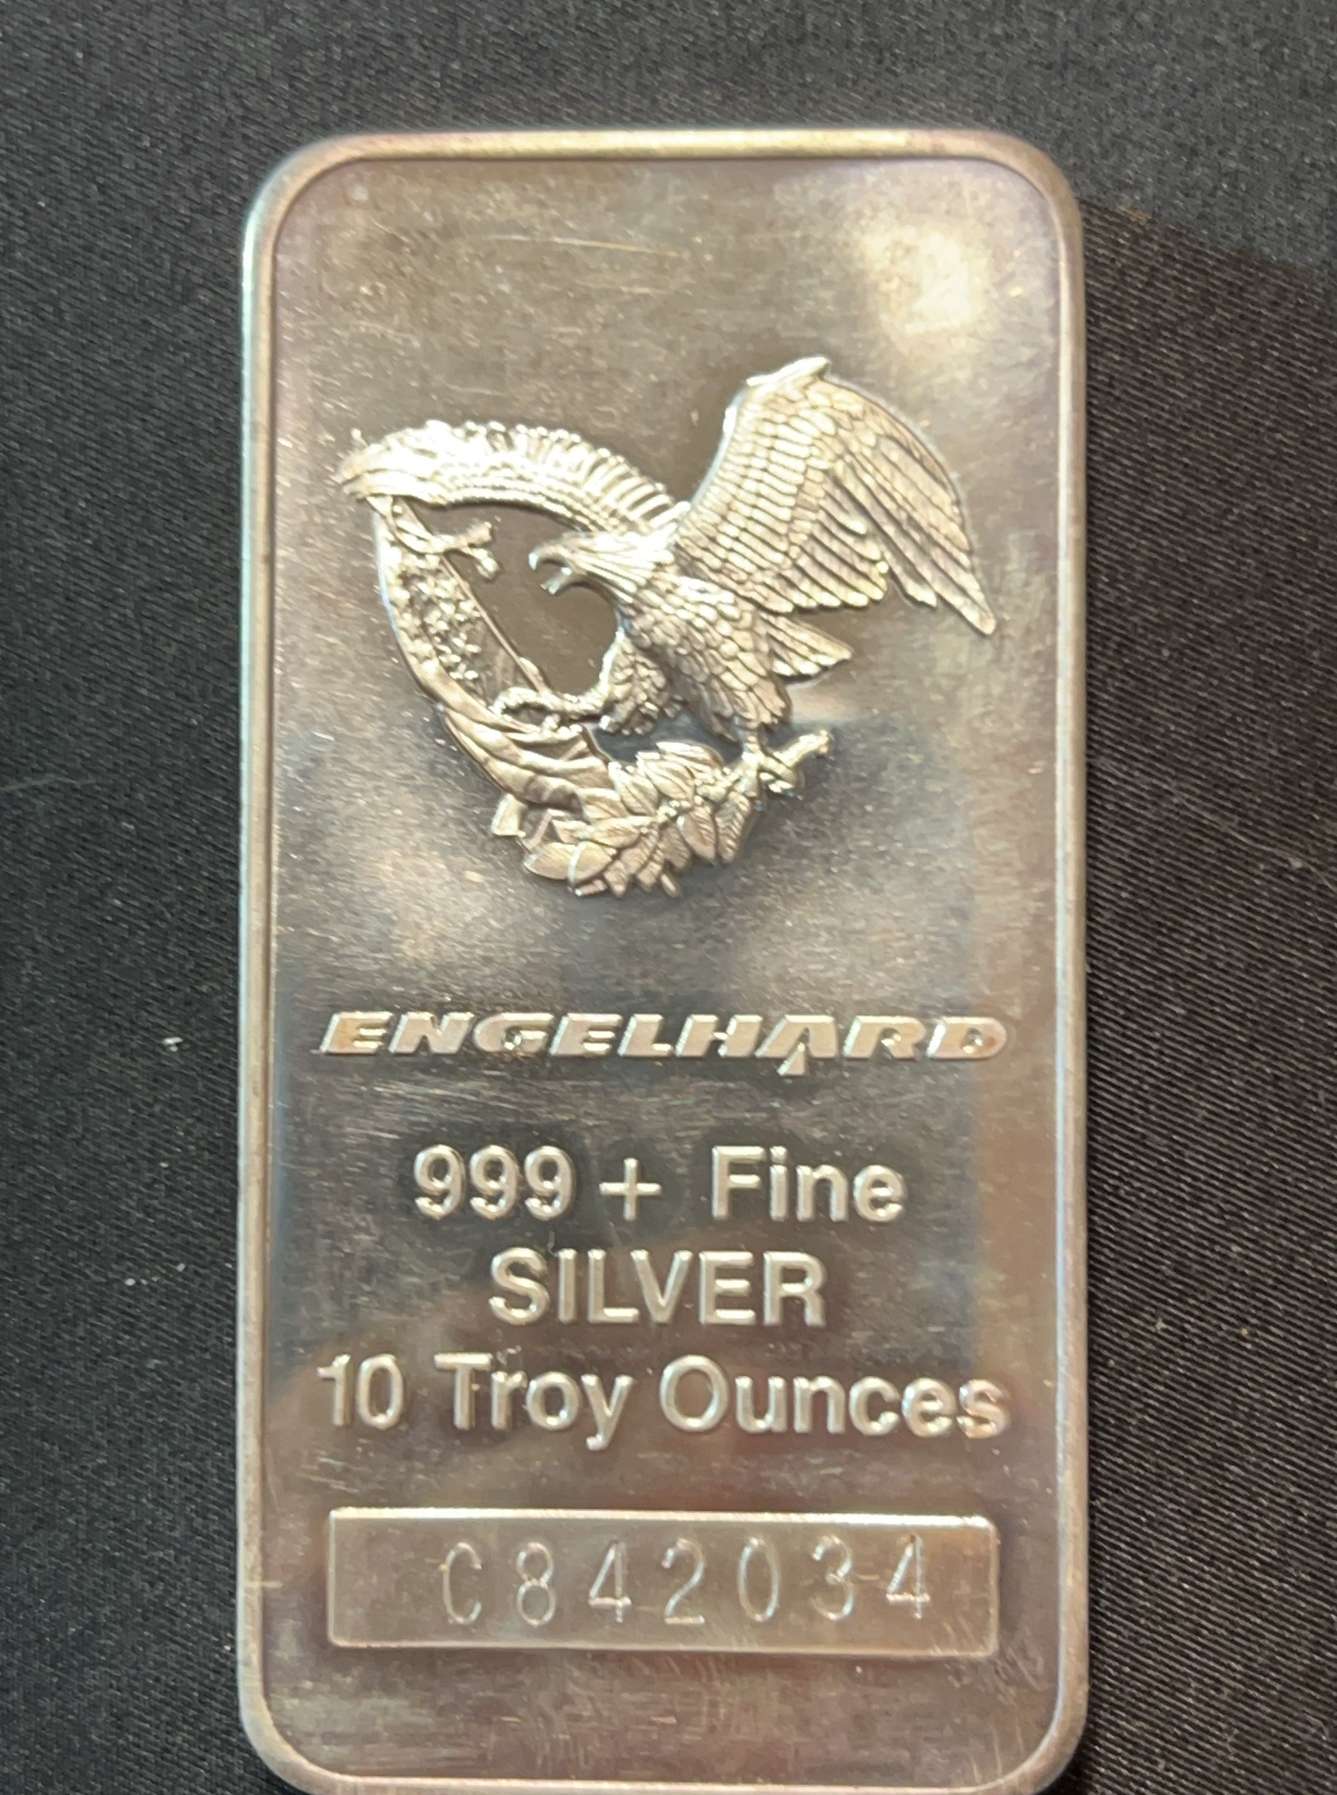 ENGELHARD
999 + Fine
SILVER
10 Troy Ounces
C842034